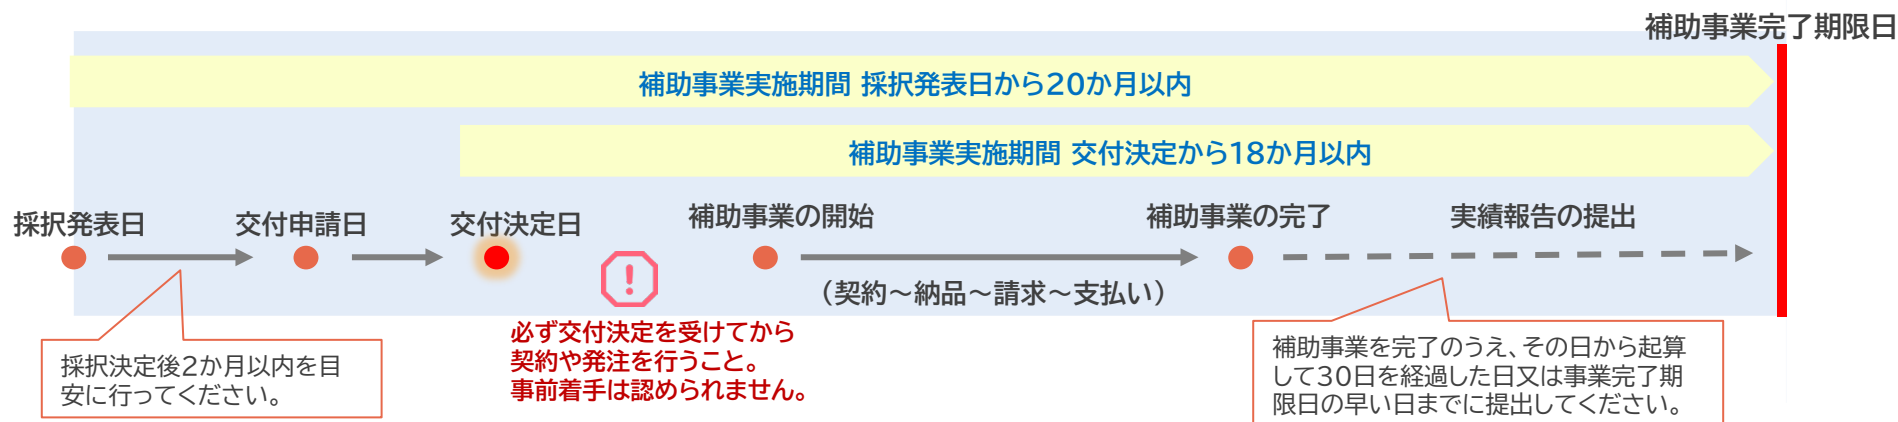 補助事業完了期限日
補助事業実施期間 採択発表日から20か月以内
補助事業実施期間 交付決定から18か月以内
採択発表日
交付申請日
交付決定日
補助事業の開始
補助事業の完了
実績報告の提出
（契約～納品～請求～支払い）
必ず交付決定を受けてから
契約や発注を行うこと。
事前着手は認められません。
採択決定後2か月以内を目
安に行ってください。
補助事業を完了のうえ、その日から起算
して30日を経過した日又は事業完了期
限日の早い日までに提出してください。